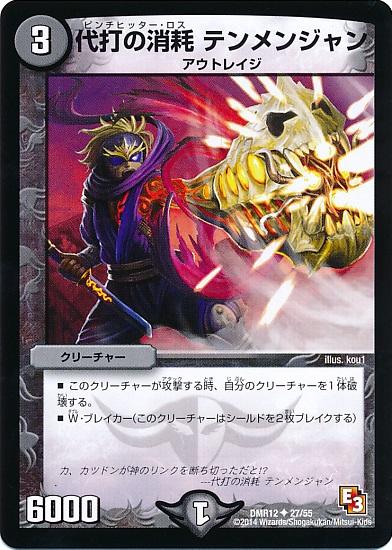 3
ピンチヒッター・ロス
代打の消耗 テンメンジャン
アウトレイジ
illus. kou1
クリーチャー
■ このクリーチャーが攻撃する時、自分のクリーチャーを1体破
壊する。
■ W・ブレイカー(このクリーチャーはシールドを2枚ブレイクする)
カ、カツドンが神のリンクを断ち切っただと!?
---代打の消耗 テンメンジャン
6000
1
DMR12 ♦ 27/55
©2014 Wizards/Shogakukan/Mitsui-Kids
E3